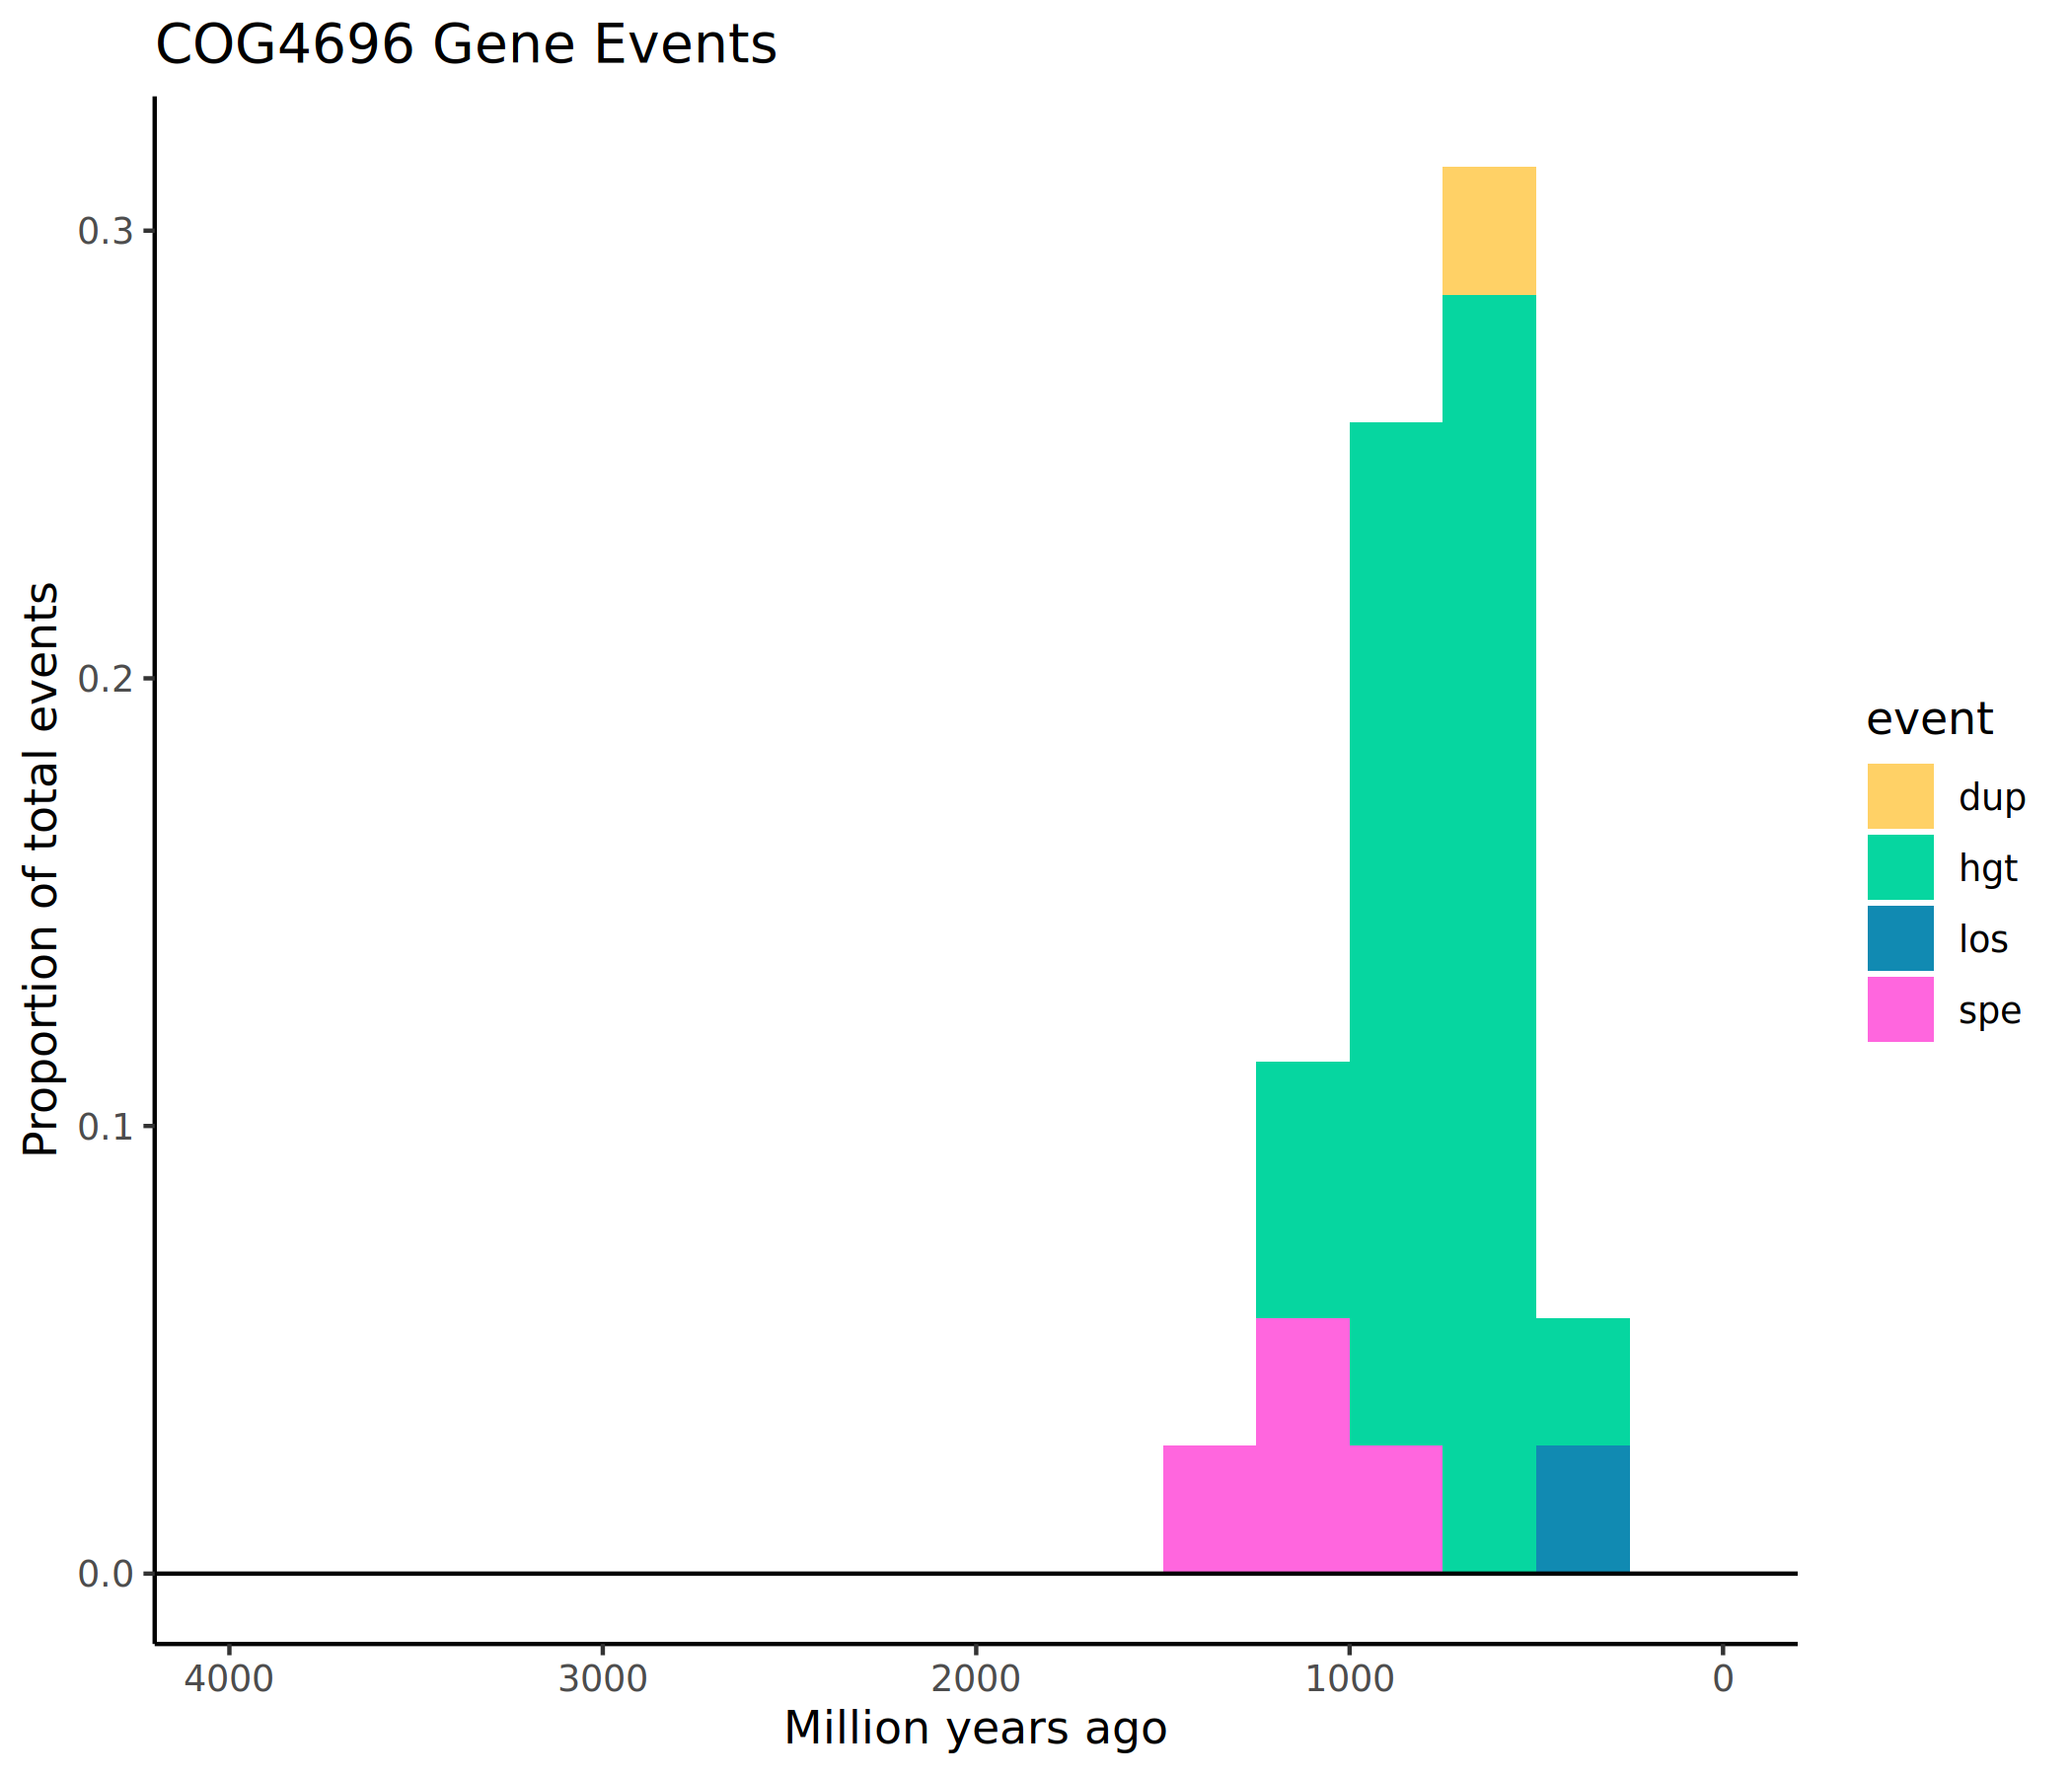 COG4696 Gene Events
Proportion of total events
0.3
0.2
0.1
0.0
4000 3000 2000 1000 0
Million years ago
event
dup
hgt
los
spe